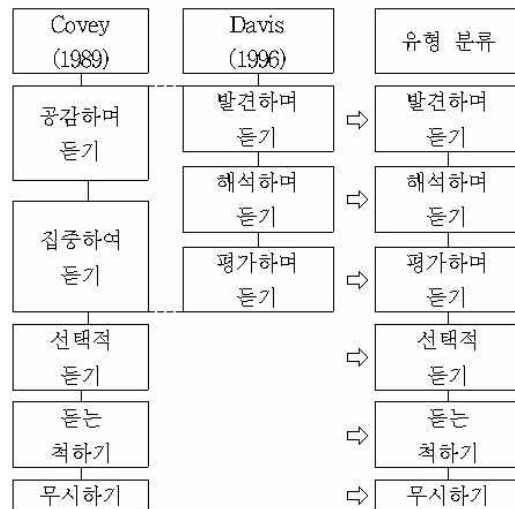 Covey
(1989)
Davis
(1996)
유형 분류
공감하며
듣기
발견하며
듣기
⇨
발견하며
듣기
해석하며
듣기
⇨
해석하며
듣기
집중하여
듣기
평가하며
듣기
⇨
평가하며
듣기
선택적
듣기
⇨
선택적
듣기
듣는
척하기
⇨
듣는
척하기
무시하기
⇨
무시하기